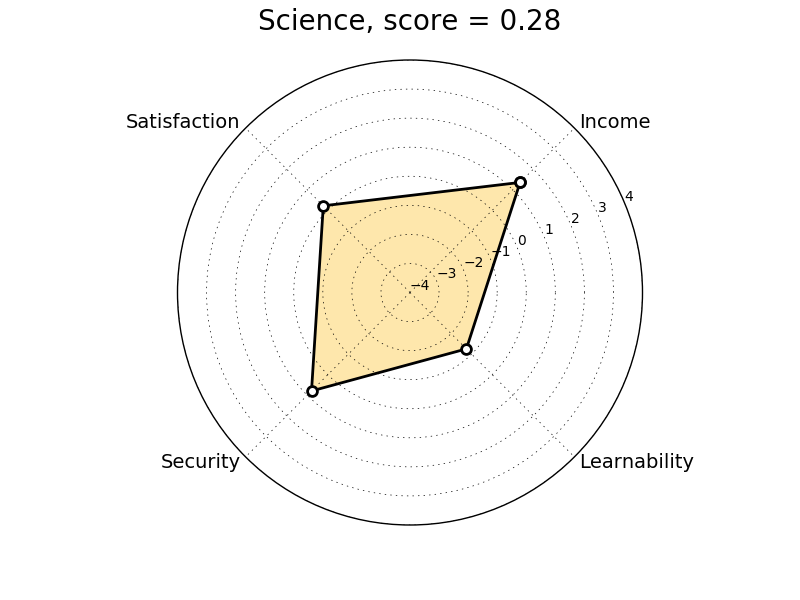 Science, score = 0.28
Satisfaction
Income
4
3
2
1
0
−1
−2
−3
−4
Security
Learnability